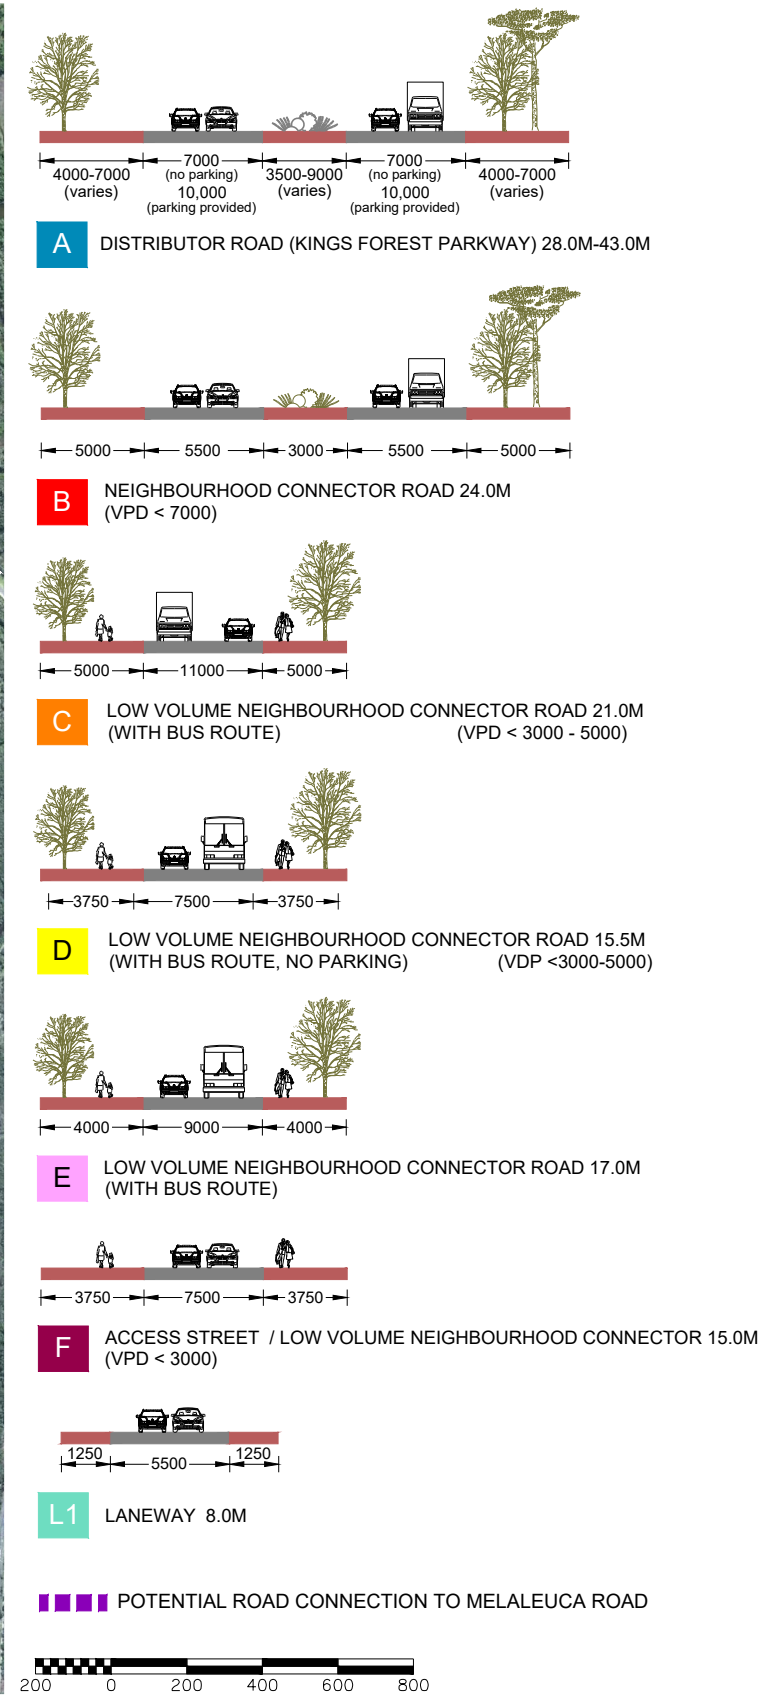 4000-7000 7000 3500-9000 7000 4000-7000
(varies) (no parking) (varies) (no parking) (varies)
10,000 10,000
(parking provided) (parking provided)
A DISTRIBUTOR ROAD (KINGS FOREST PARKWAY) 28.0M-43.0M
5000 5500 3000 5500 5000
B NEIGHBOURHOOD CONNECTOR ROAD 24.0M
(VPD < 7000)
5000 11000 5000
C LOW VOLUME NEIGHBOURHOOD CONNECTOR ROAD 21.0M
(WITH BUS ROUTE) (VPD < 3000 - 5000)
3750 7500 3750
D LOW VOLUME NEIGHBOURHOOD CONNECTOR ROAD 15.5M
(WITH BUS ROUTE, NO PARKING) (VDP <3000-5000)
4000 9000 4000
E LOW VOLUME NEIGHBOURHOOD CONNECTOR ROAD 17.0M
(WITH BUS ROUTE)
3750 7500 3750
F ACCESS STREET / LOW VOLUME NEIGHBOURHOOD CONNECTOR 15.0M
(VPD < 3000)
1250 5500 1250
L1 LANEWAY 8.0M
POTENTIAL ROAD CONNECTION TO MELALEUCA ROAD
200 0 200 400 600 800